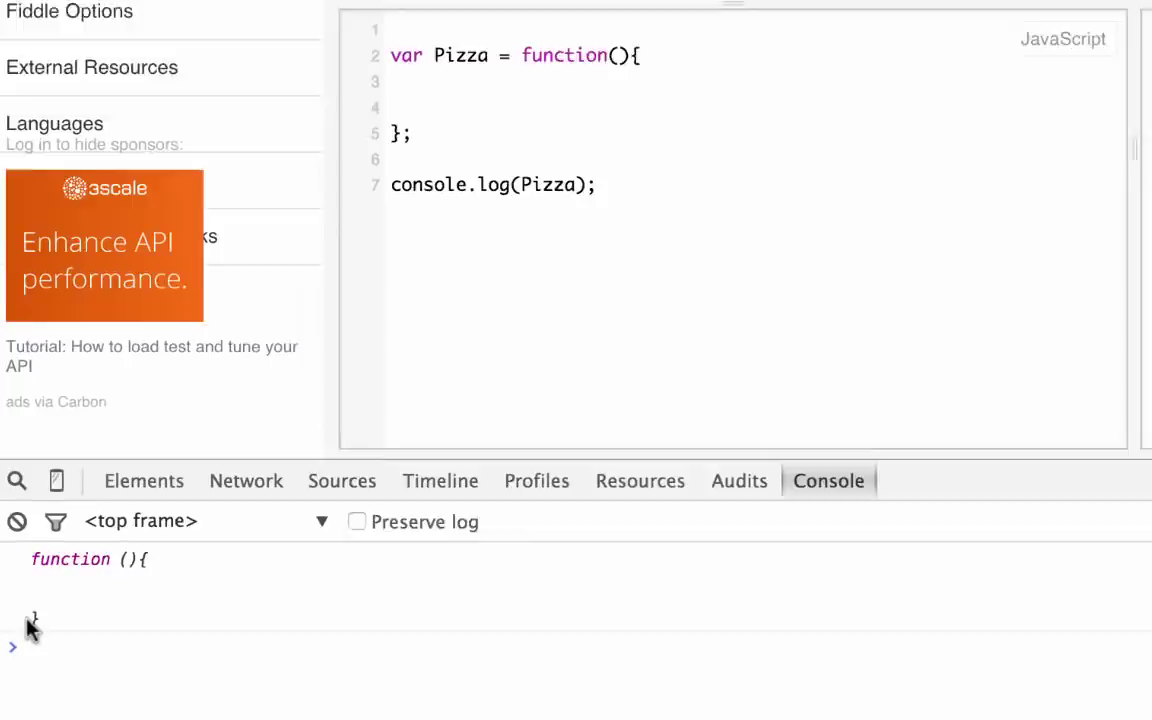 Fiddle Options
External Resources
Languages
Log in to hide sponsors:
3scale
Enhance API
performance.
ks
Tutorial: How to load test and tune your
API
ads via Carbon
JavaScript
1
2 var Pizza = function(){
3
4
5 };
6
7 console.log(Pizza);
Elements Network Sources Timeline Profiles Resources Audits Console
<top frame> ▼ Preserve log
function (){
}
>